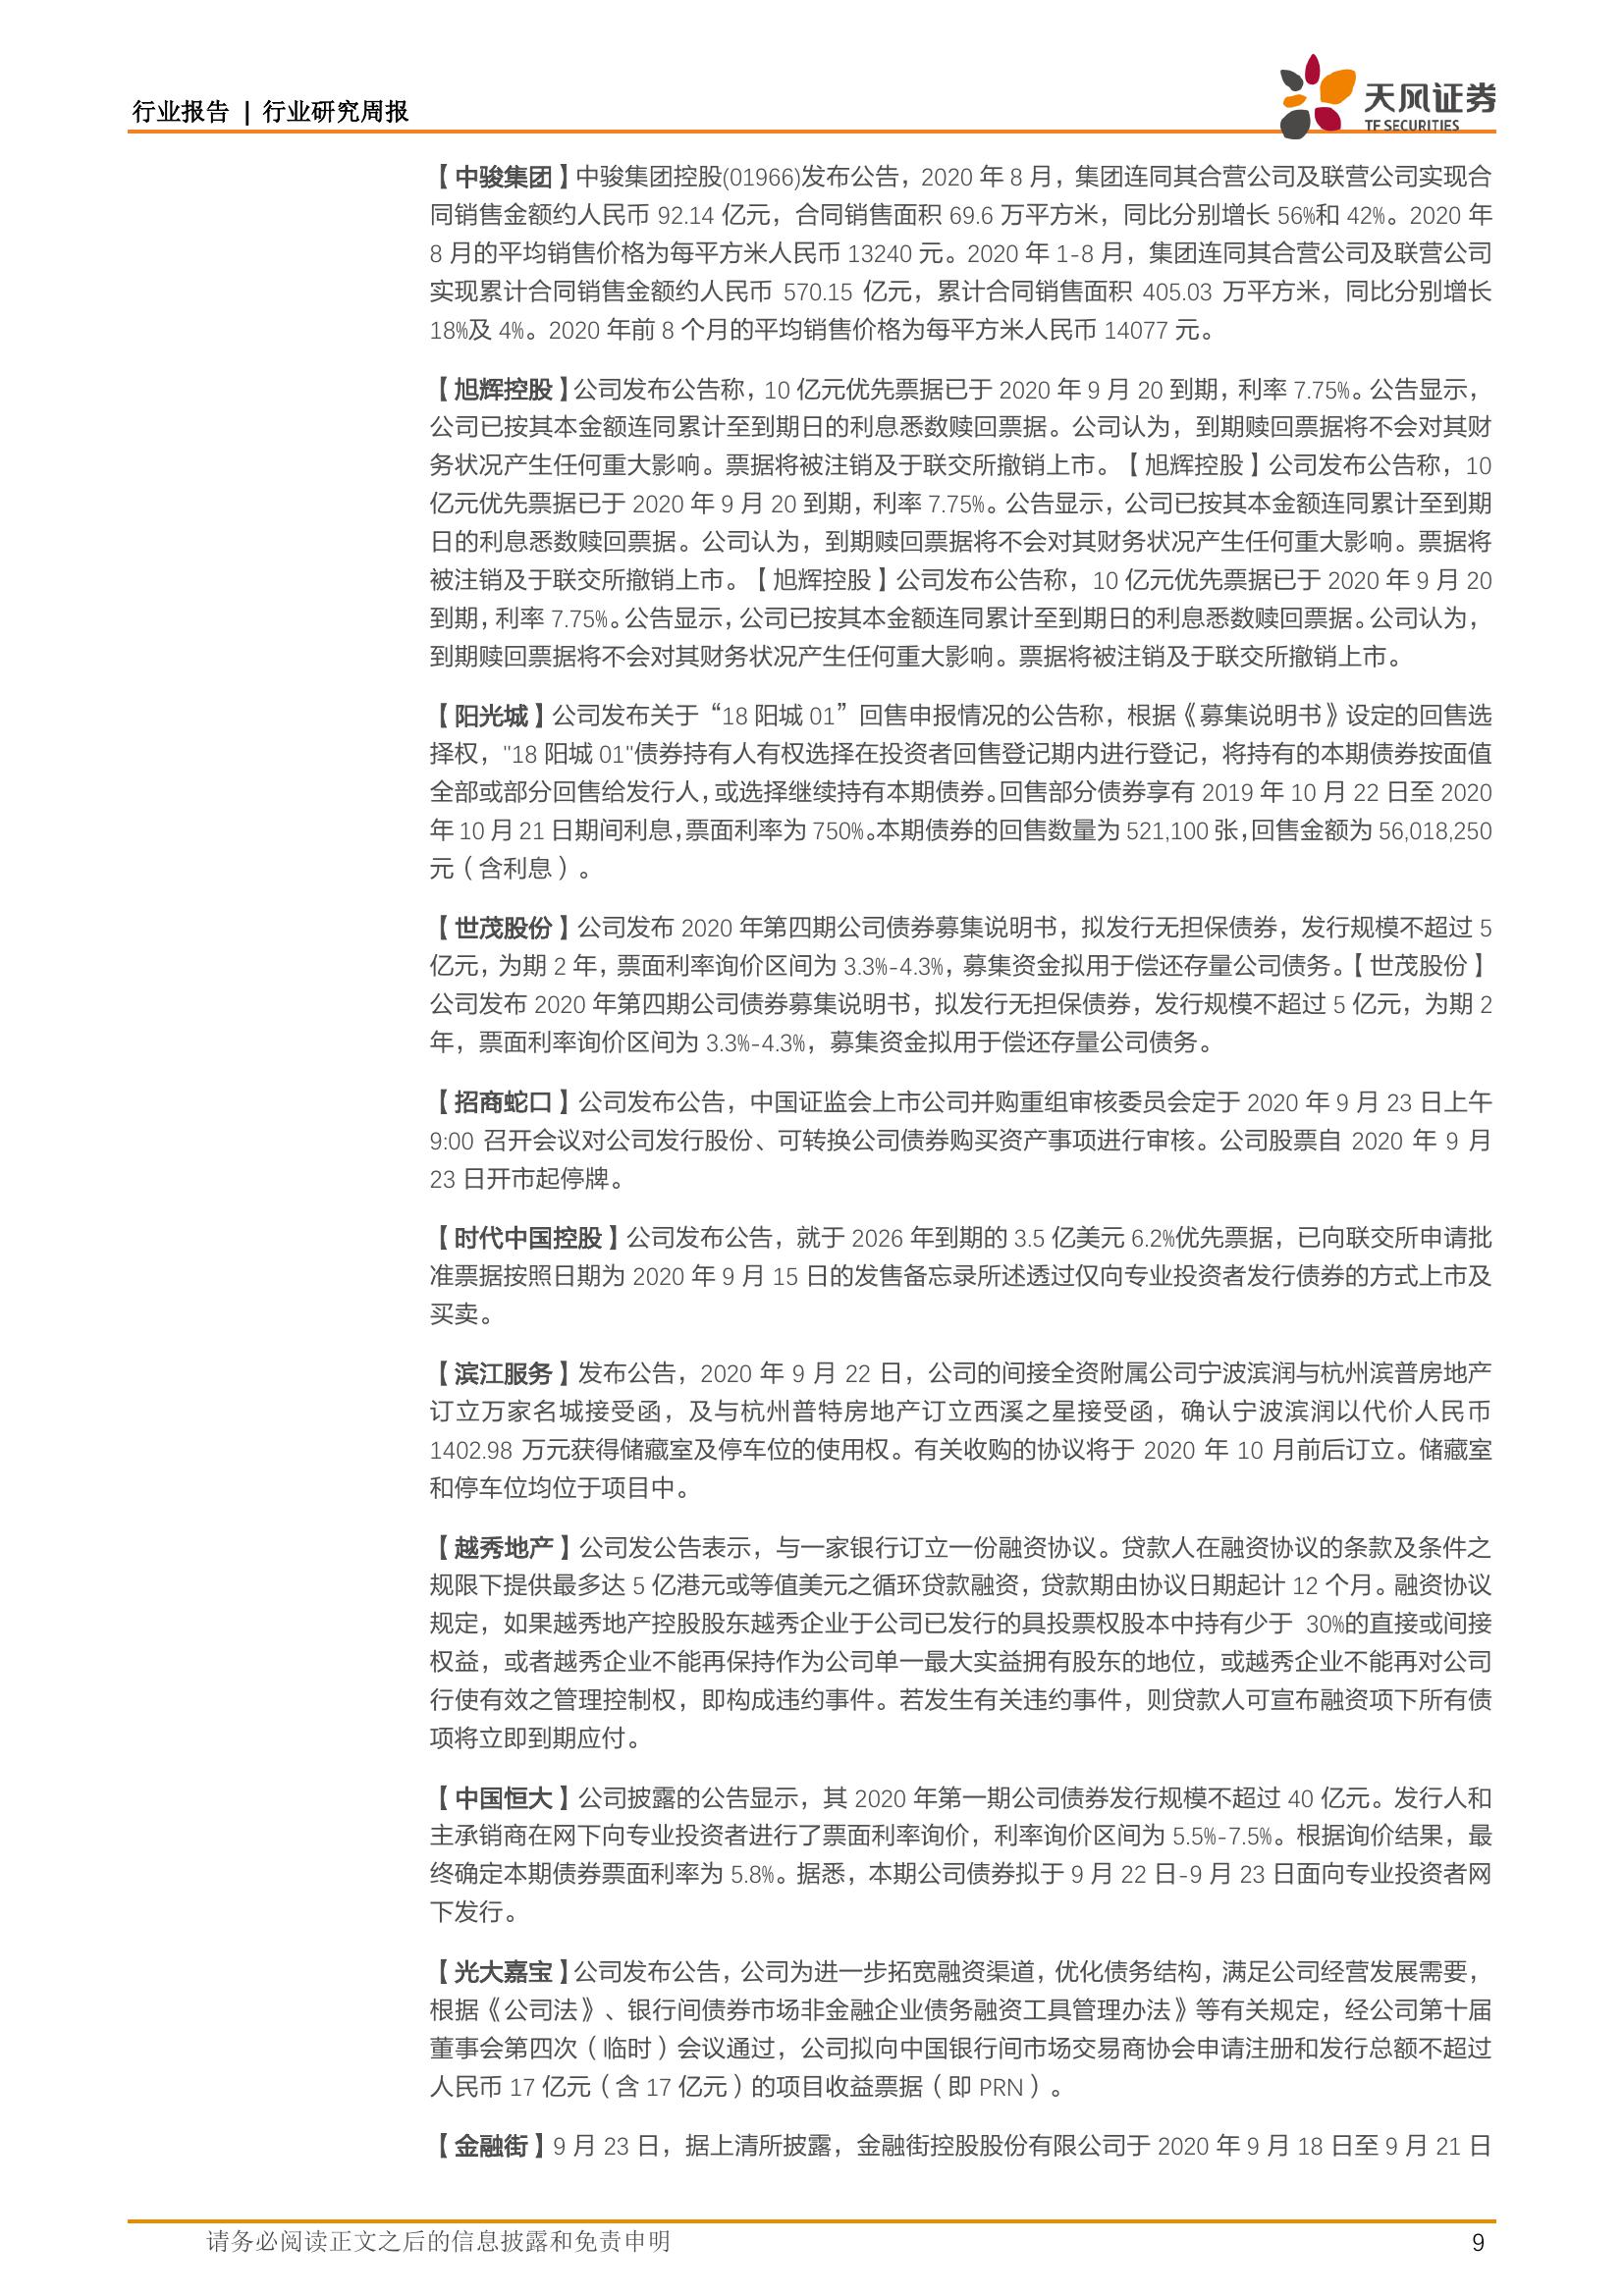 行业报告 | 行业研究周报
天风证券
TF SECURITIES
【中骏集团】中骏集团控股(01966)发布公告，2020 年 8 月，集团连同其合营公司及联营公司实现合
同销售金额约人民币 92.14 亿元，合同销售面积 69.6 万平方米，同比分别增长 56%和 42%。2020 年
8 月的平均销售价格为每平方米人民币 13240 元。2020 年 1-8 月，集团连同其合营公司及联营公司
实现累计合同销售金额约人民币 570.15 亿元，累计合同销售面积 405.03 万平方米，同比分别增长
18%及 4%。2020 年前 8 个月的平均销售价格为每平方米人民币 14077 元。
【旭辉控股】公司发布公告称，10 亿元优先票据已于 2020 年 9 月 20 到期，利率 7.75%。公告显示，
公司已按其本金额连同累计至到期日的利息悉数赎回票据。公司认为，到期赎回票据将不会对其财
务状况产生任何重大影响。票据将被注销及于联交所撤销上市。【旭辉控股】公司发布公告称，10
亿元优先票据已于 2020 年 9 月 20 到期，利率 7.75%。公告显示，公司已按其本金额连同累计至到期
日的利息悉数赎回票据。公司认为，到期赎回票据将不会对其财务状况产生任何重大影响。票据将
被注销及于联交所撤销上市。【旭辉控股】公司发布公告称，10 亿元优先票据已于 2020 年 9 月 20
到期，利率 7.75%。公告显示，公司已按其本金额连同累计至到期日的利息悉数赎回票据。公司认为，
到期赎回票据将不会对其财务状况产生任何重大影响。票据将被注销及于联交所撤销上市。
【阳光城】公司发布关于“18 阳城 01”回售申报情况的公告称，根据《募集说明书》设定的回售选
择权，"18 阳城 01"债券持有人有权选择在投资者回售登记期内进行登记，将持有的本期债券按面值
全部或部分回售给发行人，或选择继续持有本期债券。回售部分债券享有 2019 年 10 月 22 日至 2020
年 10 月 21 日期间利息，票面利率为 750%。本期债券的回售数量为 521,100 张，回售金额为 56,018,250
元（含利息）。
【世茂股份】公司发布 2020 年第四期公司债券募集说明书，拟发行无担保债券，发行规模不超过 5
亿元，为期 2 年，票面利率询价区间为 3.3%-4.3%，募集资金拟用于偿还存量公司债务。【世茂股份】
公司发布 2020 年第四期公司债券募集说明书，拟发行无担保债券，发行规模不超过 5 亿元，为期 2
年，票面利率询价区间为 3.3%-4.3%，募集资金拟用于偿还存量公司债务。
【招商蛇口】公司发布公告，中国证监会上市公司并购重组审核委员会定于 2020 年 9 月 23 日上午
9:00 召开会议对公司发行股份、可转换公司债券购买资产事项进行审核。公司股票自 2020 年 9 月
23 日开市起停牌。
【时代中国控股】公司发布公告，就于 2026 年到期的 3.5 亿美元 6.2%优先票据，已向联交所申请批
准票据按照日期为 2020 年 9 月 15 日的发售备忘录所述透过仅向专业投资者发行债券的方式上市及
买卖。
【滨江服务】发布公告，2020 年 9 月 22 日，公司的间接全资附属公司宁波滨润与杭州滨普房地产
订立万家名城接受函，及与杭州普特房地产订立西溪之星接受函，确认宁波滨润以代价人民币
1402.98 万元获得储藏室及停车位的使用权。有关收购的协议将于 2020 年 10 月前后订立。储藏室
和停车位均位于项目中。
【越秀地产】公司发公告表示，与一家银行订立一份融资协议。贷款人在融资协议的条款及条件之
规限下提供最多达 5 亿港元或等值美元之循环贷款融资，贷款期由协议日期起计 12 个月。融资协议
规定，如果越秀地产控股股东越秀企业于公司已发行的具投票权股本中持有少于 30%的直接或间接
权益，或者越秀企业不能再保持作为公司单一最大实益拥有股东的地位，或越秀企业不能再对公司
行使有效之管理控制权，即构成违约事件。若发生有关违约事件，则贷款人可宣布融资项下所有债
项将立即到期应付。
【中国恒大】公司披露的公告显示，其 2020 年第一期公司债券发行规模不超过 40 亿元。发行人和
主承销商在网下向专业投资者进行了票面利率询价，利率询价区间为 5.5%-7.5%。根据询价结果，最
终确定本期债券票面利率为 5.8%。据悉，本期公司债券拟于 9 月 22 日-9 月 23 日面向专业投资者网
下发行。
【光大嘉宝】公司发布公告，公司为进一步拓宽融资渠道，优化债务结构，满足公司经营发展需要，
根据《公司法》、银行间债券市场非金融企业债务融资工具管理办法》等有关规定，经公司第十届
董事会第四次（临时）会议通过，公司拟向中国银行间市场交易商协会申请注册和发行总额不超过
人民币 17 亿元（含 17 亿元）的项目收益票据（即 PRN）。
【金融街】9 月 23 日，据上清所披露，金融街控股股份有限公司于 2020 年 9 月 18 日至 9 月 21 日
请务必阅读正文之后的信息披露和免责申明
9